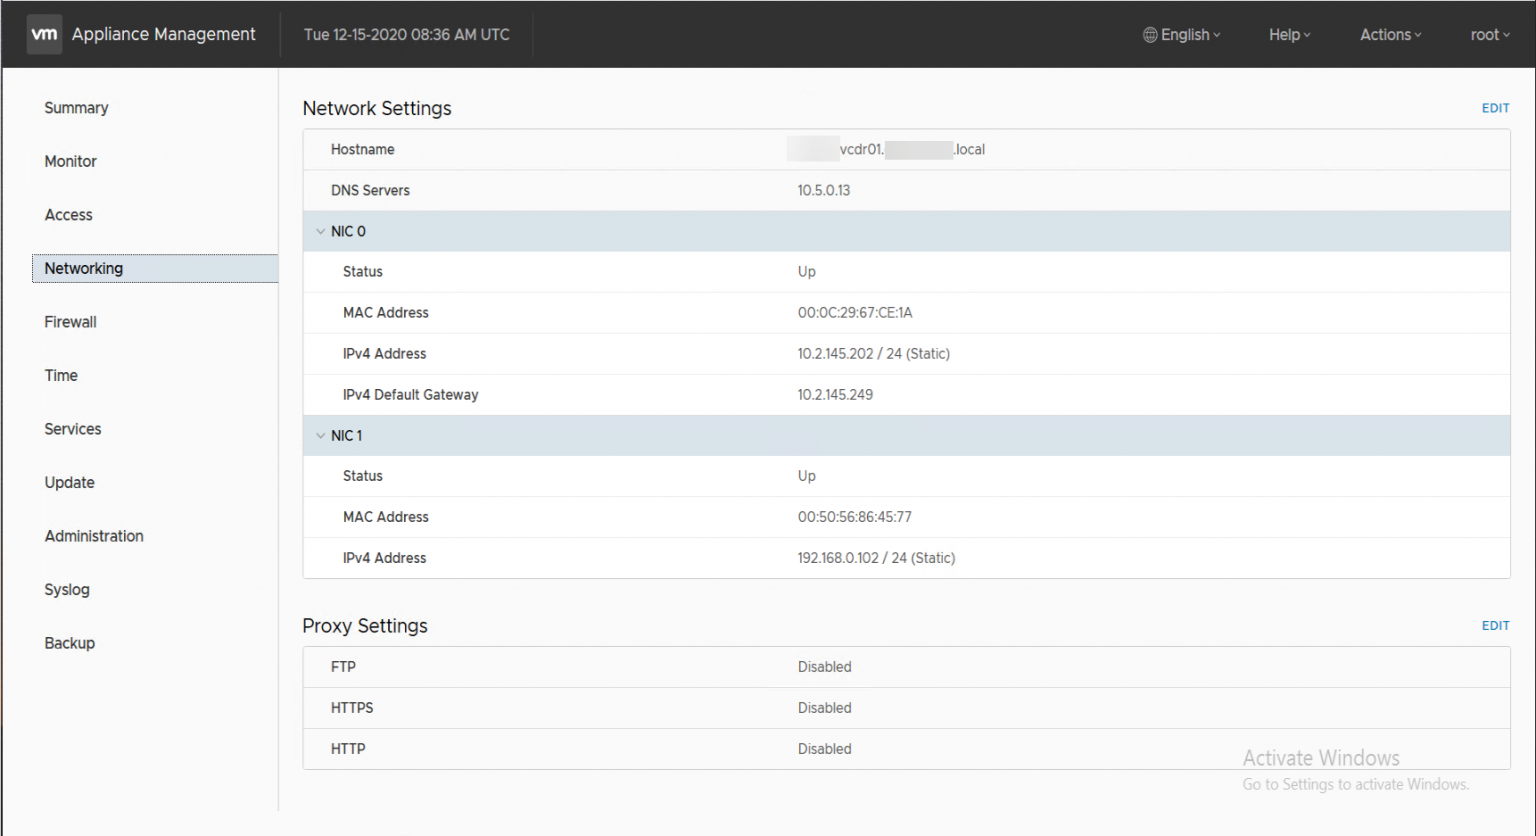 vm Appliance Management Tue 12-15-2020 08:36 AM UTC English Help Actions root
Summary
Monitor
Access
Networking
Firewall
Time
Services
Update
Administration
Syslog
Backup
Network Settings EDIT
Hostname vcdr01. .local
DNS Servers 10.5.0.13
NIC 0
Status Up
MAC Address 00:0C:29:67:CE:1A
IPv4 Address 10.2.145.202 / 24 (Static)
IPv4 Default Gateway 10.2.145.249
NIC 1
Status Up
MAC Address 00:50:56:86:45:77
IPv4 Address 192.168.0.102 / 24 (Static)
Proxy Settings EDIT
FTP Disabled
HTTPS Disabled
HTTP Disabled
Activate Windows
Go to Settings to activate Windows.